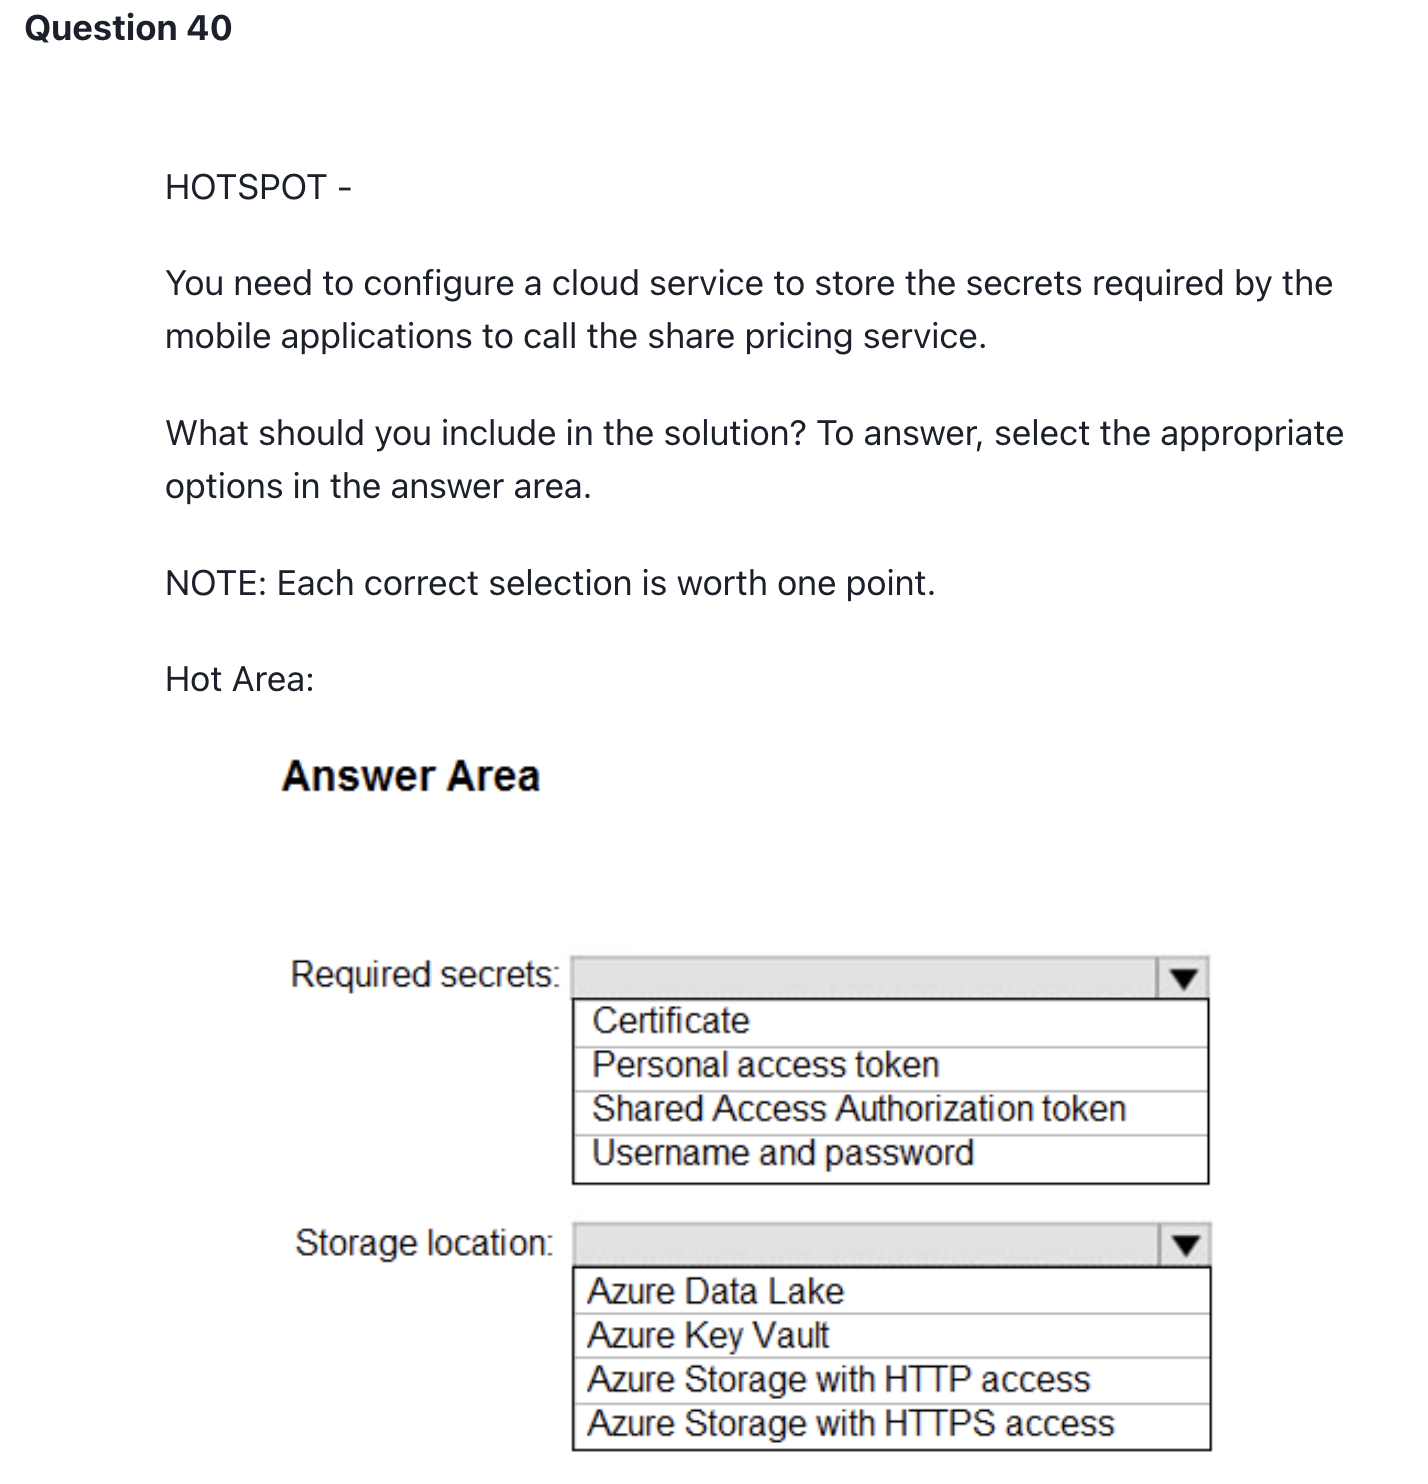 Question 40
HOTSPOT -
You need to configure a cloud service to store the secrets required by the
mobile applications to call the share pricing service.
What should you include in the solution? To answer, select the appropriate
options in the answer area.
NOTE: Each correct selection is worth one point.
Hot Area:
Answer Area
Required secrets:
Certificate
Personal access token
Shared Access Authorization token
Username and password
Storage location:
Azure Data Lake
Azure Key Vault
Azure Storage with HTTP access
Azure Storage with HTTPS access